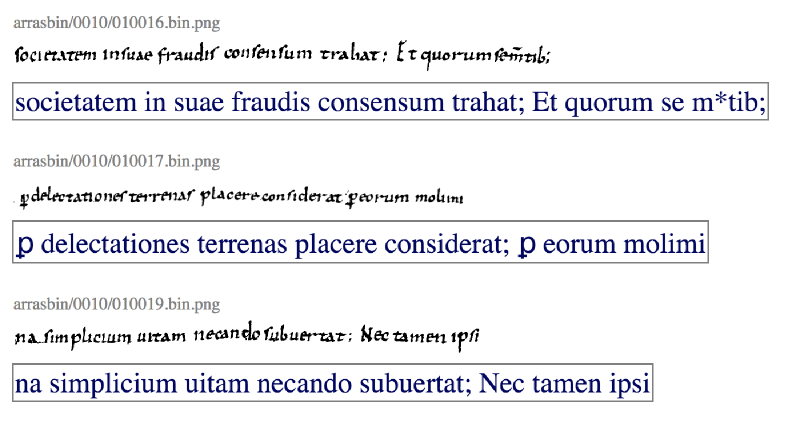 arrasbin/0010/010016.bin.png
societatem insuae fraudis consensum trahat; Et quorum sem̃tib;
societatem in suae fraudis consensum trahat; Et quorum se m*tib;
arrasbin/0010/010017.bin.png
ꝑdelectationes terrenas placere considerat; ꝑeorum molimi
ꝑ delectationes terrenas placere considerat; ꝑ eorum molimi
arrasbin/0010/010019.bin.png
na simplicium uitam necando subuertat; Nec tamen ipsi
na simplicium uitam necando subuertat; Nec tamen ipsi